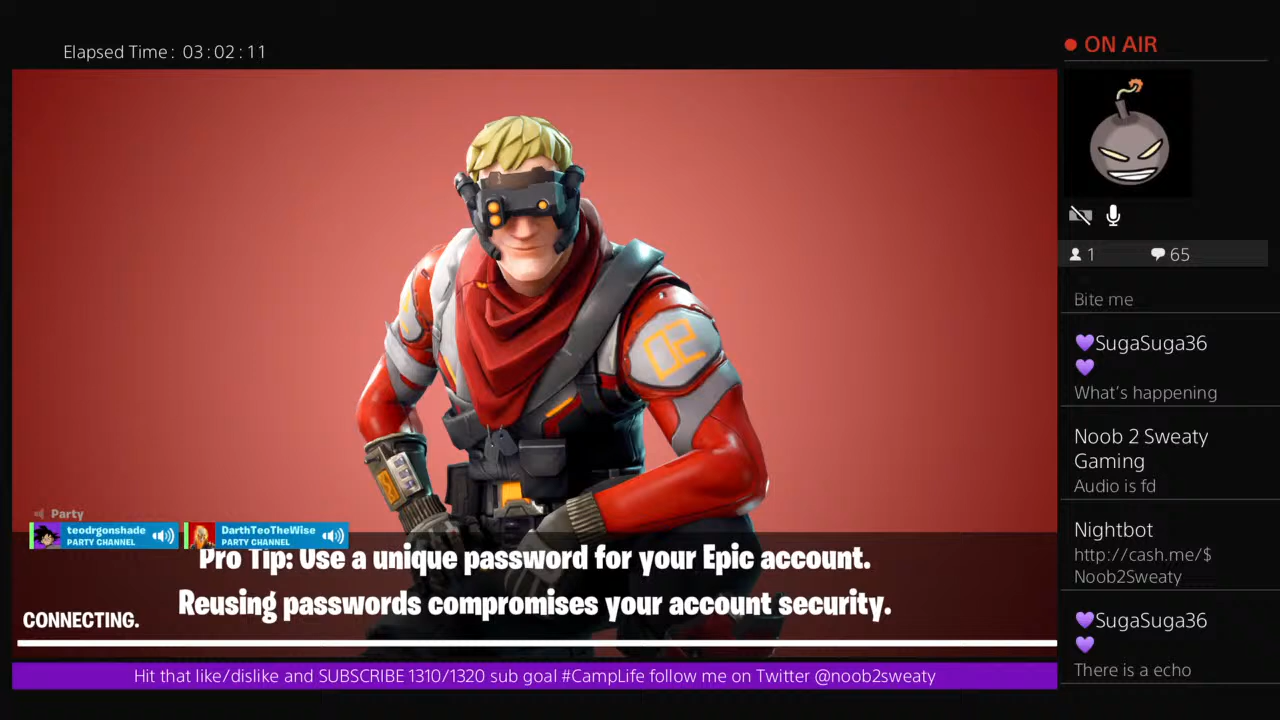 Elapsed Time: 03:02:11
ON AIR
1
65
Bite me
💜SugaSuga36
💜
What's happening
Noob 2 Sweaty
Gaming
Audio is fd
Nightbot
http://cash.me/$
Noob2Sweaty
💜SugaSuga36
💜
There is a echo
02
Party
teodrgonshade
PARTY CHANNEL
DarthTeoTheWise
PARTY CHANNEL
Pro Tip: Use a unique password for your Epic account.
Reusing passwords compromises your account security.
CONNECTING.
Hit that like/dislike and SUBSCRIBE 1310/1320 sub goal #CampLife follow me on Twitter @noob2sweaty